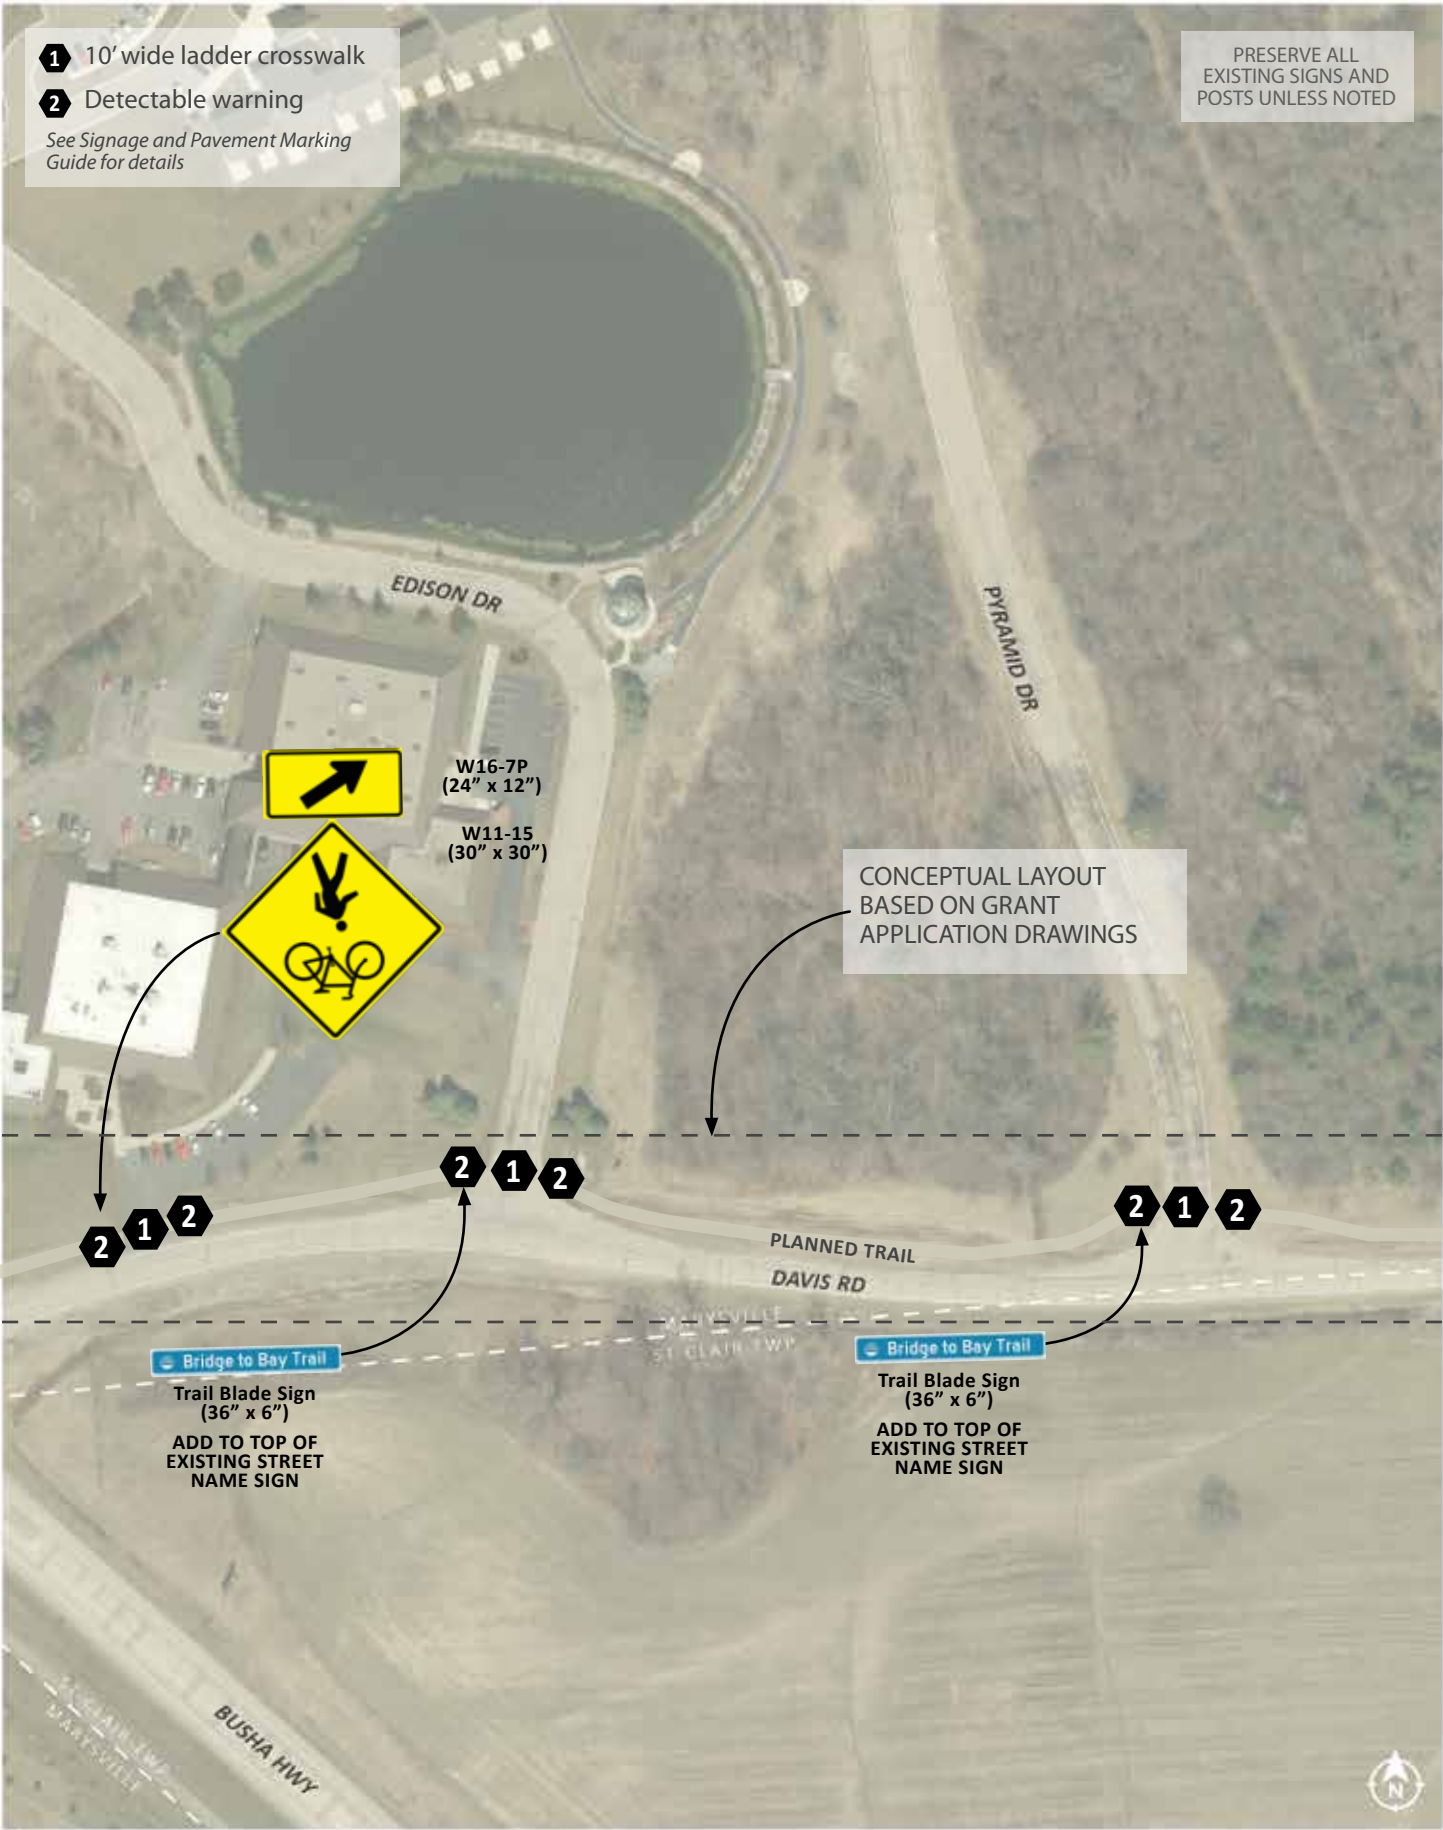 1 10’ wide ladder crosswalk
2 Detectable warning
See Signage and Pavement Marking
Guide for details
PRESERVE ALL
EXISTING SIGNS AND
POSTS UNLESS NOTED
EDISON DR
PYRAMID DR
W16-7P
(24” x 12”)
W11-15
(30” x 30”)
CONCEPTUAL LAYOUT
BASED ON GRANT
APPLICATION DRAWINGS
2 1 2
2 1 2
2 1 2
PLANNED TRAIL
DAVIS RD
MARYSVILLE
ST CLAIR TWP
Bridge to Bay Trail
Trail Blade Sign
(36” x 6”)
ADD TO TOP OF
EXISTING STREET
NAME SIGN
Bridge to Bay Trail
Trail Blade Sign
(36” x 6”)
ADD TO TOP OF
EXISTING STREET
NAME SIGN
BUSHA HWY
ST CLAIR TWP
MARYSVILLE
N